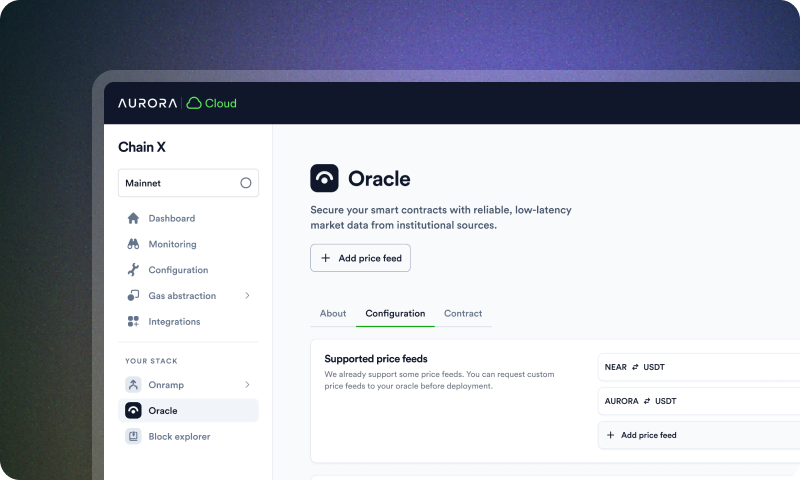 AURORA Cloud
Chain X
Mainnet
Dashboard
Monitoring
Configuration
Gas abstraction
Integrations
YOUR STACK
Onramp
Oracle
Block explorer
Oracle
Secure your smart contracts with reliable, low-latency
market data from institutional sources.
Add price feed
About Configuration Contract
Supported price feeds
We already support some price feeds. You can request custom
price feeds to your oracle before deployment.
NEAR ⇄ USDT
AURORA ⇄ USDT
Add price feed